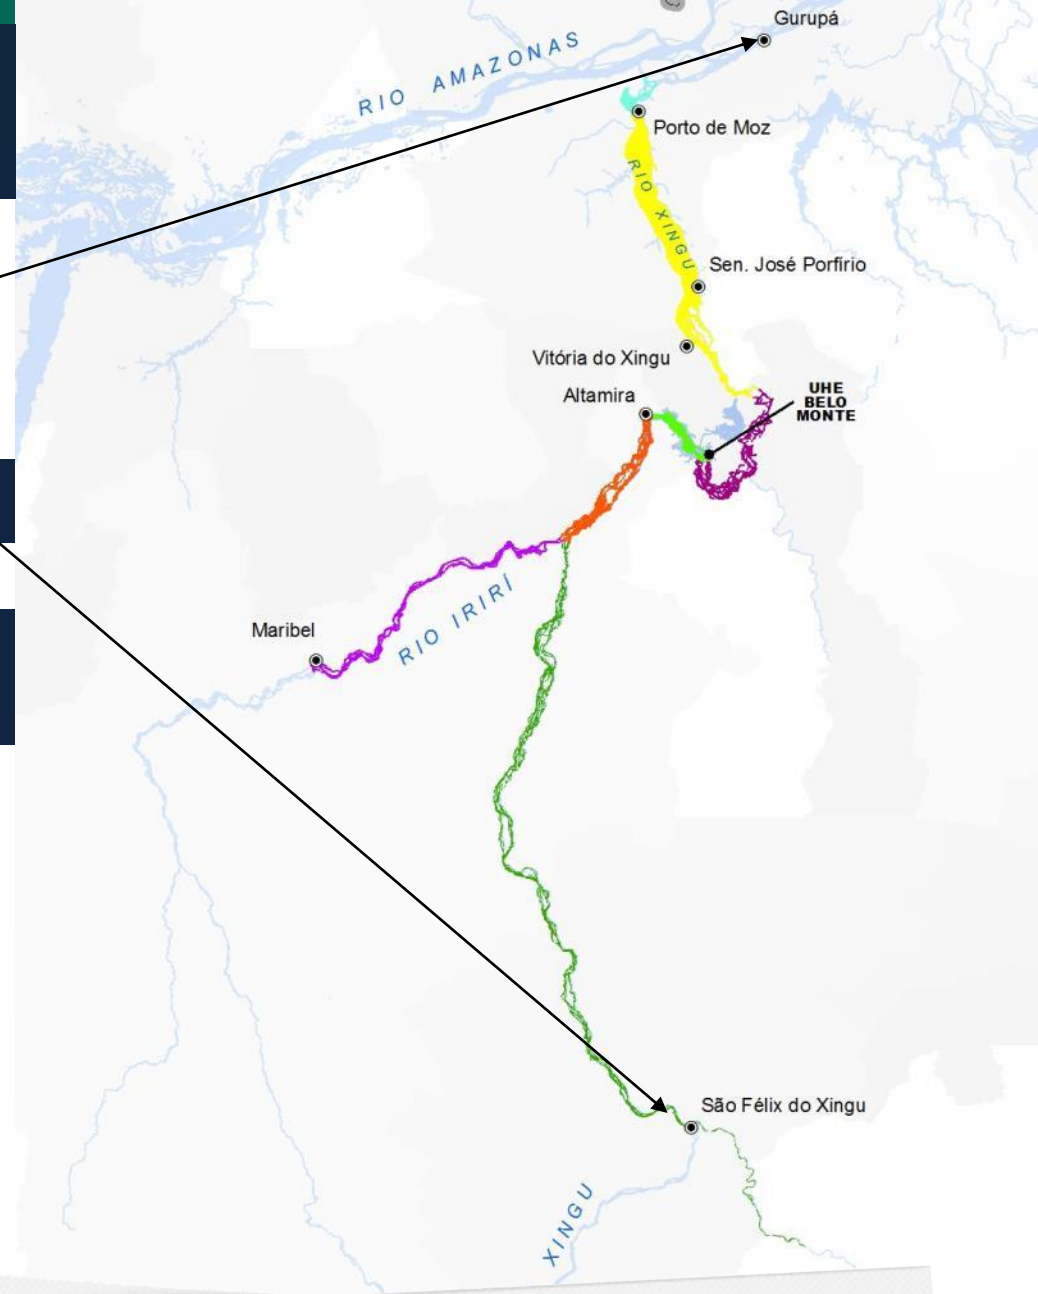 Gurupá
RIO AMAZONAS
Porto de Moz
RIO XINGU
Sen. José Porfírio
Vitória do Xingu
Altamira
UHE
BELO
MONTE
RIO IRIRÍ
Maribel
São Félix do Xingu
XINGU